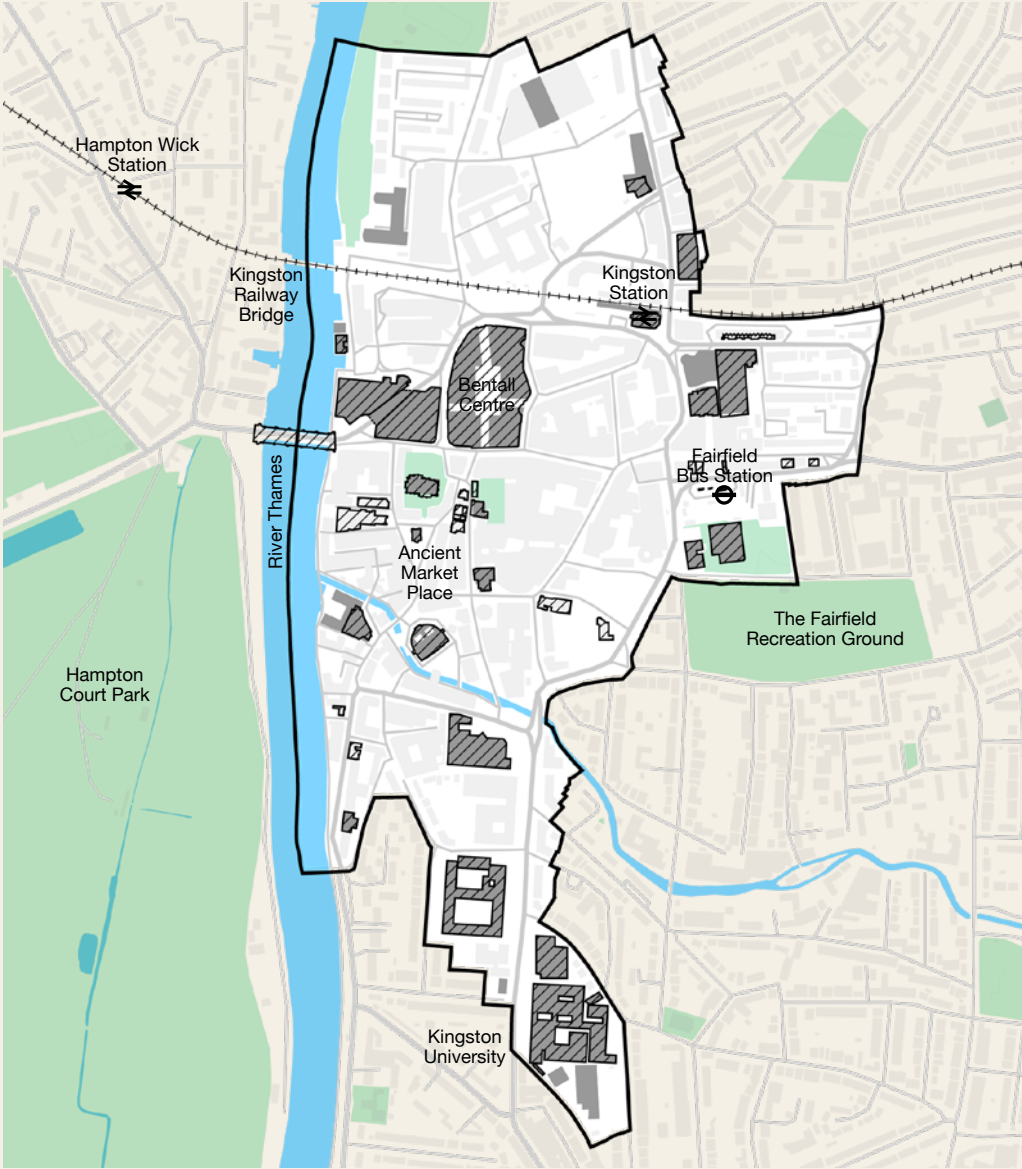 Hampton Wick
Station
Kingston
Railway
Bridge
Kingston
Station
Bentall
Centre
Fairfield
Bus Station
River Thames
Ancient
Market
Place
The Fairfield
Recreation Ground
Hampton
Court Park
Kingston
University